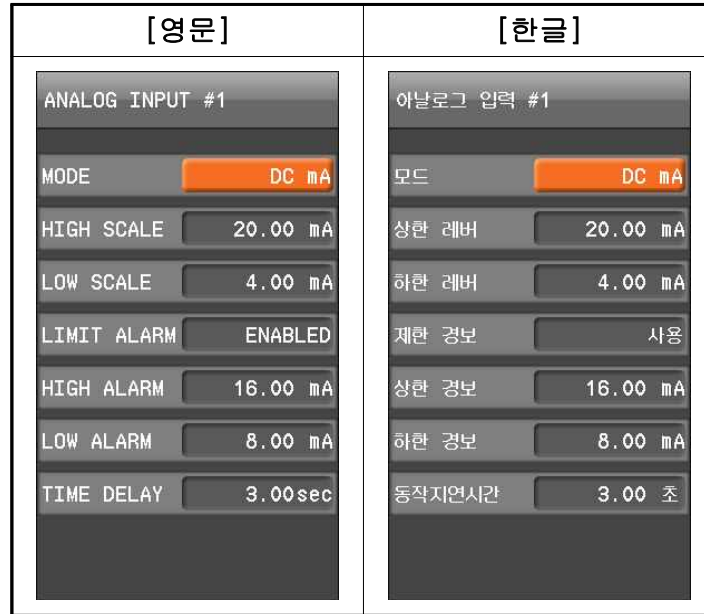 [영문]
[한글]
ANALOG INPUT #1
MODE DC mA
HIGH SCALE 20.00 mA
LOW SCALE 4.00 mA
LIMIT ALARM ENABLED
HIGH ALARM 16.00 mA
LOW ALARM 8.00 mA
TIME DELAY 3.00sec
아날로그 입력 #1
모드 DC mA
상한 레버 20.00 mA
하한 레버 4.00 mA
제한 경보 사용
상한 경보 16.00 mA
하한 경보 8.00 mA
동작지연시간 3.00 초